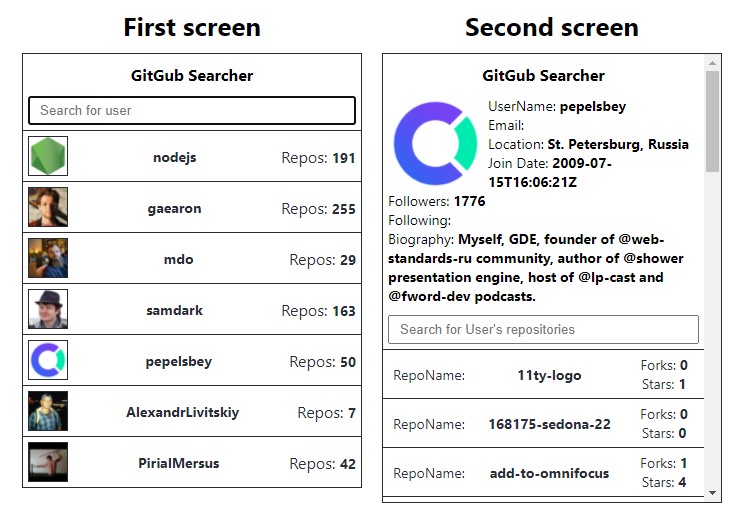 First screen
GitGub Searcher
Search for user
nodejs Repos: 191
gaearon Repos: 255
mdo Repos: 29
samdark Repos: 163
pepelsbey Repos: 50
AlexandrLivitskiy Repos: 7
PirialMersus Repos: 42
Second screen
GitGub Searcher
UserName: pepelsbey
Email:
Location: St. Petersburg, Russia
Join Date: 2009-07-
15T16:06:21Z
Followers: 1776
Following:
Biography: Myself, GDE, founder of @web-
standards-ru community, author of @shower
presentation engine, host of @lp-cast and
@fword-dev podcasts.
Search for User's repositories
RepoName: 11ty-logo Forks: 0
Stars: 1
RepoName: 168175-sedona-22 Forks: 0
Stars: 0
RepoName: add-to-omnifocus Forks: 1
Stars: 4